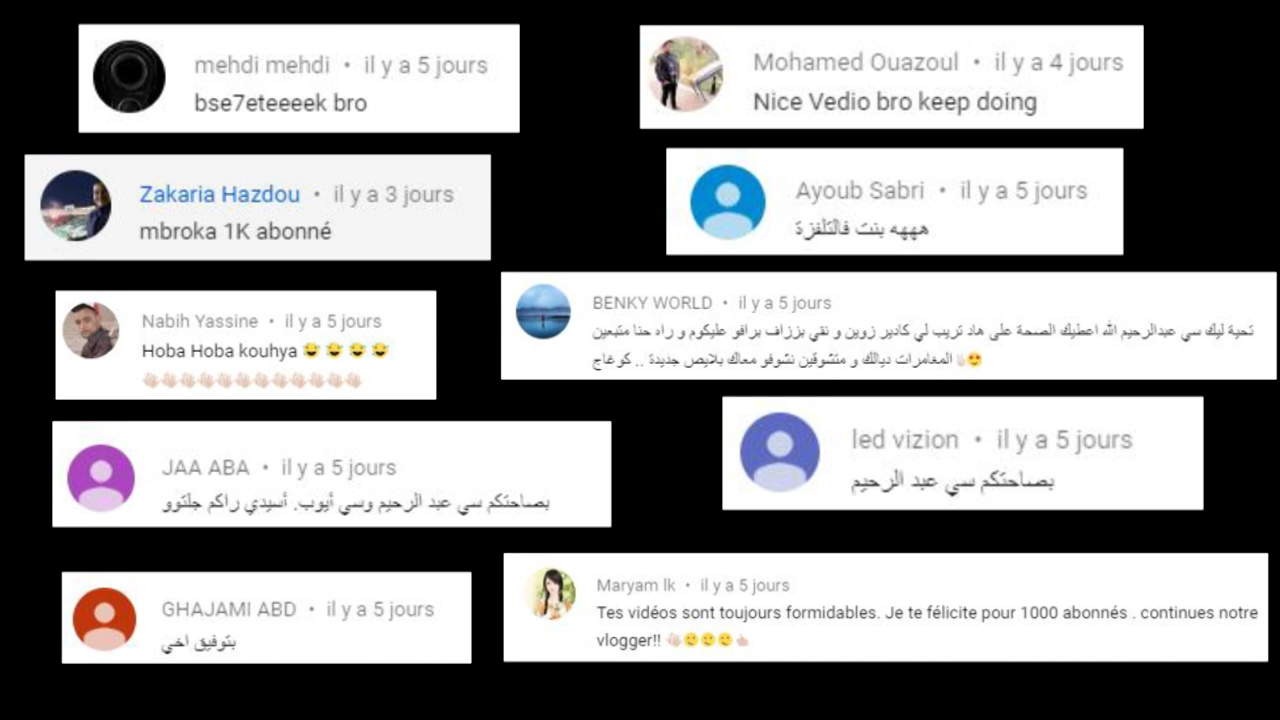 mehdi mehdi • il y a 5 jours
bse7eteeeek bro
Mohamed Ouazoul • il y a 4 jours
Nice Vedio bro keep doing
Zakaria Hazdou • il y a 3 jours
mbroka 1K abonné
Ayoub Sabri • il y a 5 jours
هههه بنت فالتلفزة
Nabih Yassine • il y a 5 jours
Hoba Hoba kouhya 😅 😅 😅 😅
👏🏻👏🏻👏🏻👏🏻👏🏻👏🏻👏🏻👏🏻👏🏻👏🏻👏🏻👏🏻
BENKY WORLD • il y a 5 jours
تحية ليك سي عبدالرحيم الله اعطيك الصحة على هاد تريب لي كادير زوين و نقي بززاف برافو عليكوم و راه حنا متبعين
المغامرات ديالك و متشوقين نشوفو معاك بلايص جديدة .. كوغاج ✌🏻😍
JAA ABA • il y a 5 jours
بصاحتكم سي عبد الرحيم وسي أيوب. أسيدي راكم جلتوو
led vizion • il y a 5 jours
بصاحتكم سي عبد الرحيم
GHAJAMI ABD • il y a 5 jours
بتوفيق اخي
Maryam lk • il y a 5 jours
Tes vidéos sont toujours formidables. Je te félicite pour 1000 abonnés . continues notre
vlogger!! 👏🏻😊😊😊👍🏻